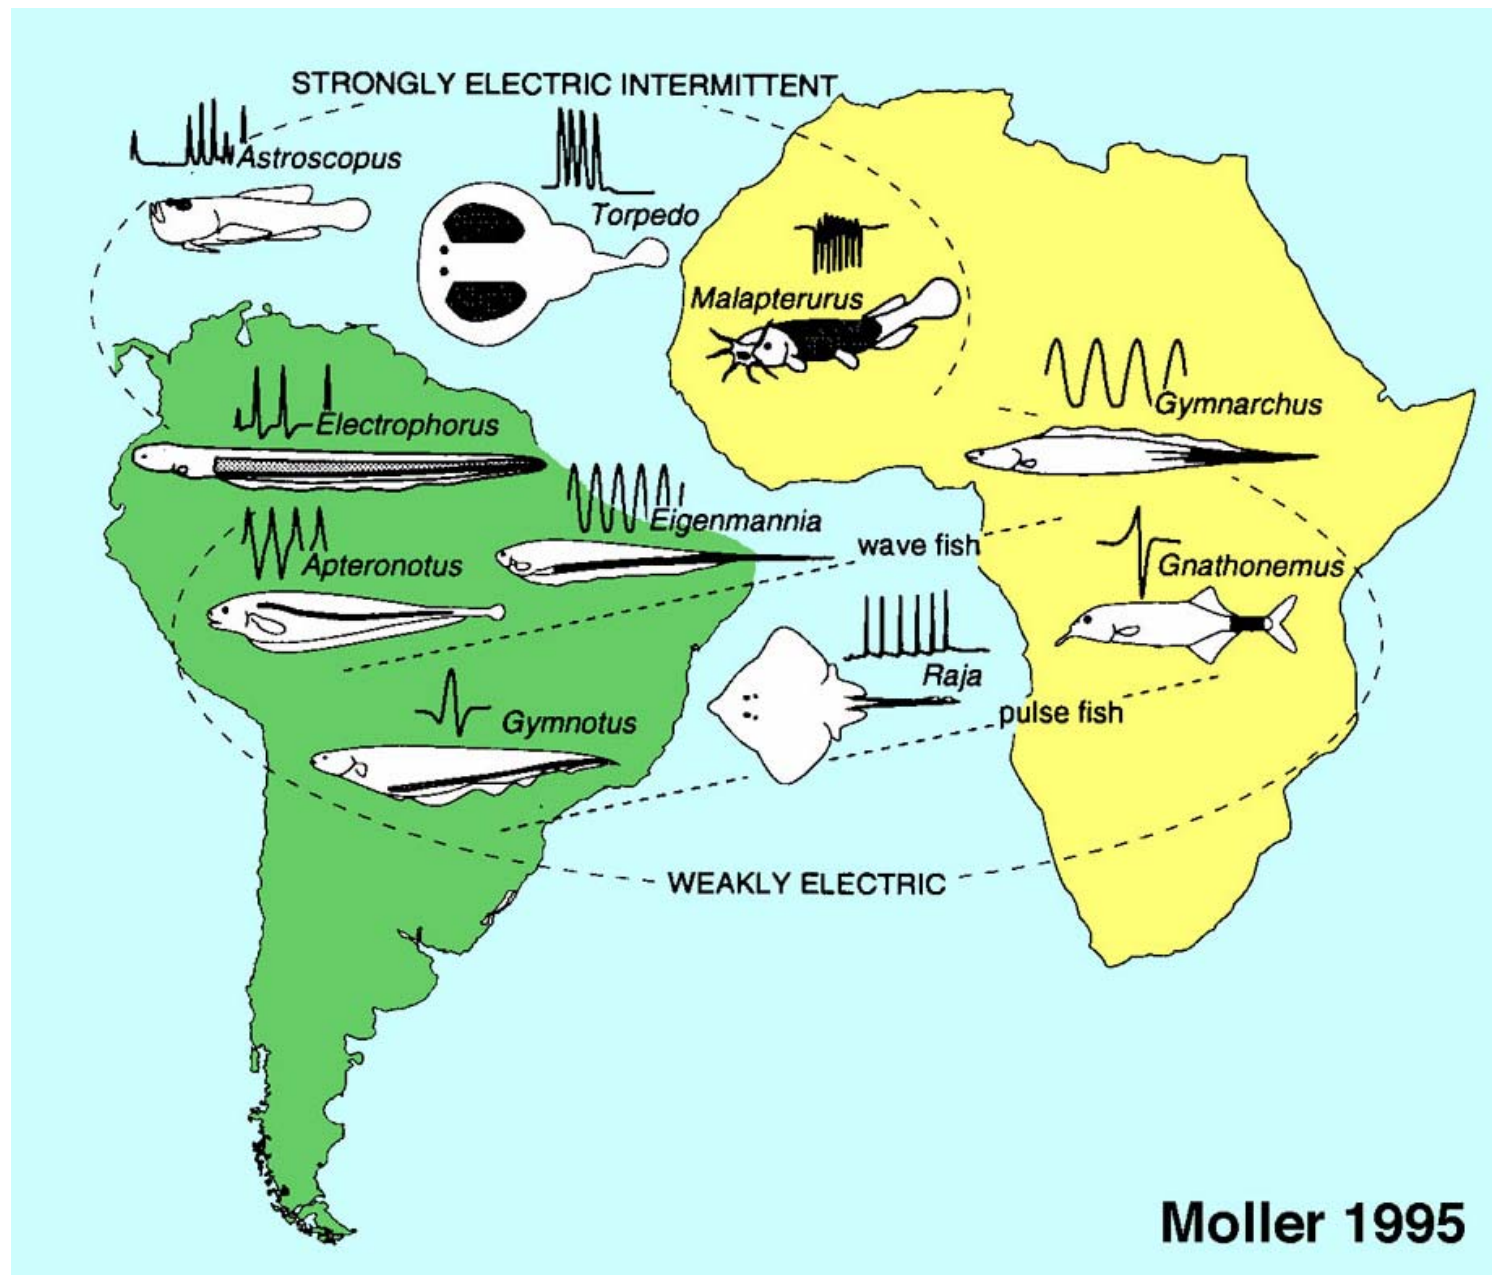 STRONGLY ELECTRIC INTERMITTENT
Astroscopus
Torpedo
Malapterurus
Electrophorus
Gymnarchus
Eigenmannia
wave fish
Apteronotus
Gnathonemus
Raja
pulse fish
Gymnotus
WEAKLY ELECTRIC
Moller 1995